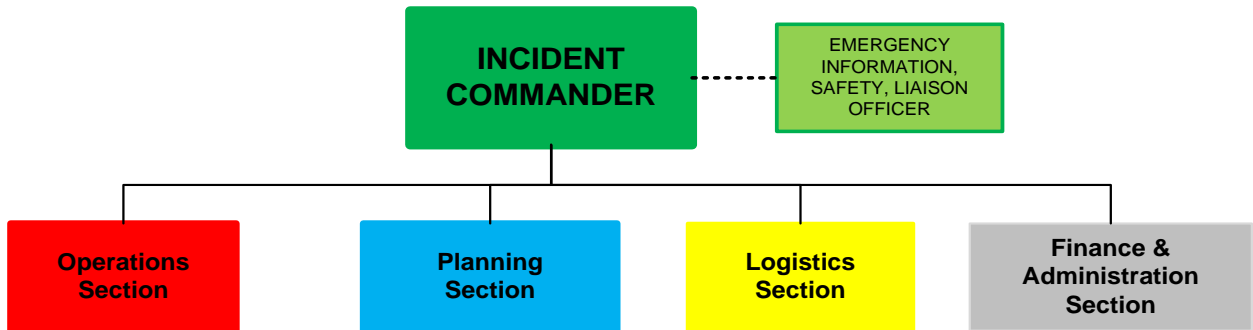 INCIDENT
COMMANDER
EMERGENCY
INFORMATION,
SAFETY, LIAISON
OFFICER
Operations
Section
Planning
Section
Logistics
Section
Finance &
Administration
Section